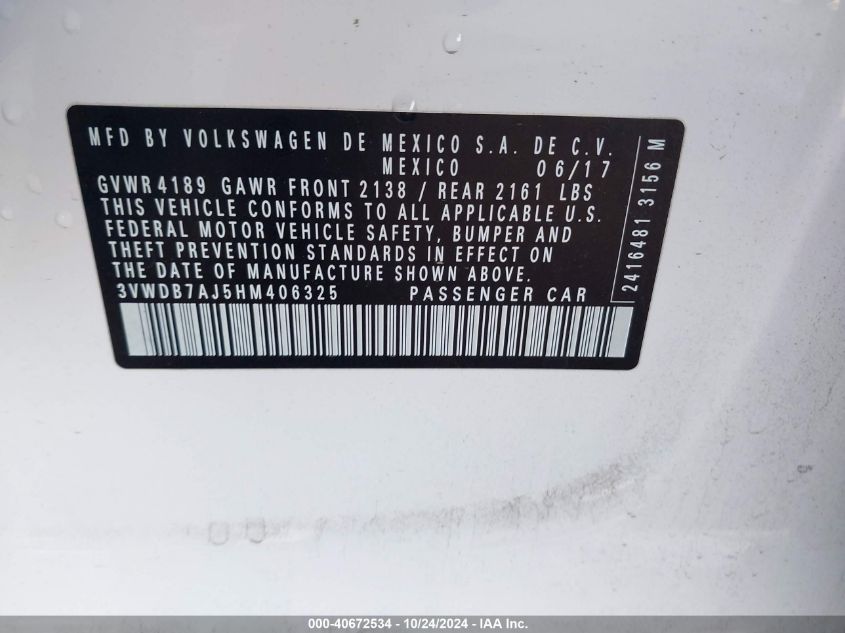 MFD BY VOLKSWAGEN DE MEXICO S.A. DE C.V.
MEXICO 06/17
GVWR 4189 GAWR FRONT 2138 / REAR 2161 LBS
THIS VEHICLE CONFORMS TO ALL APPLICABLE U.S.
FEDERAL MOTOR VEHICLE SAFETY, BUMPER AND
THEFT PREVENTION STANDARDS IN EFFECT ON
THE DATE OF MANUFACTURE SHOWN ABOVE.
3VWDB7AJ5HM406325 PASSENGER CAR
2416481 3156 M
000-40672534 - 10/24/2024 - IAA Inc.